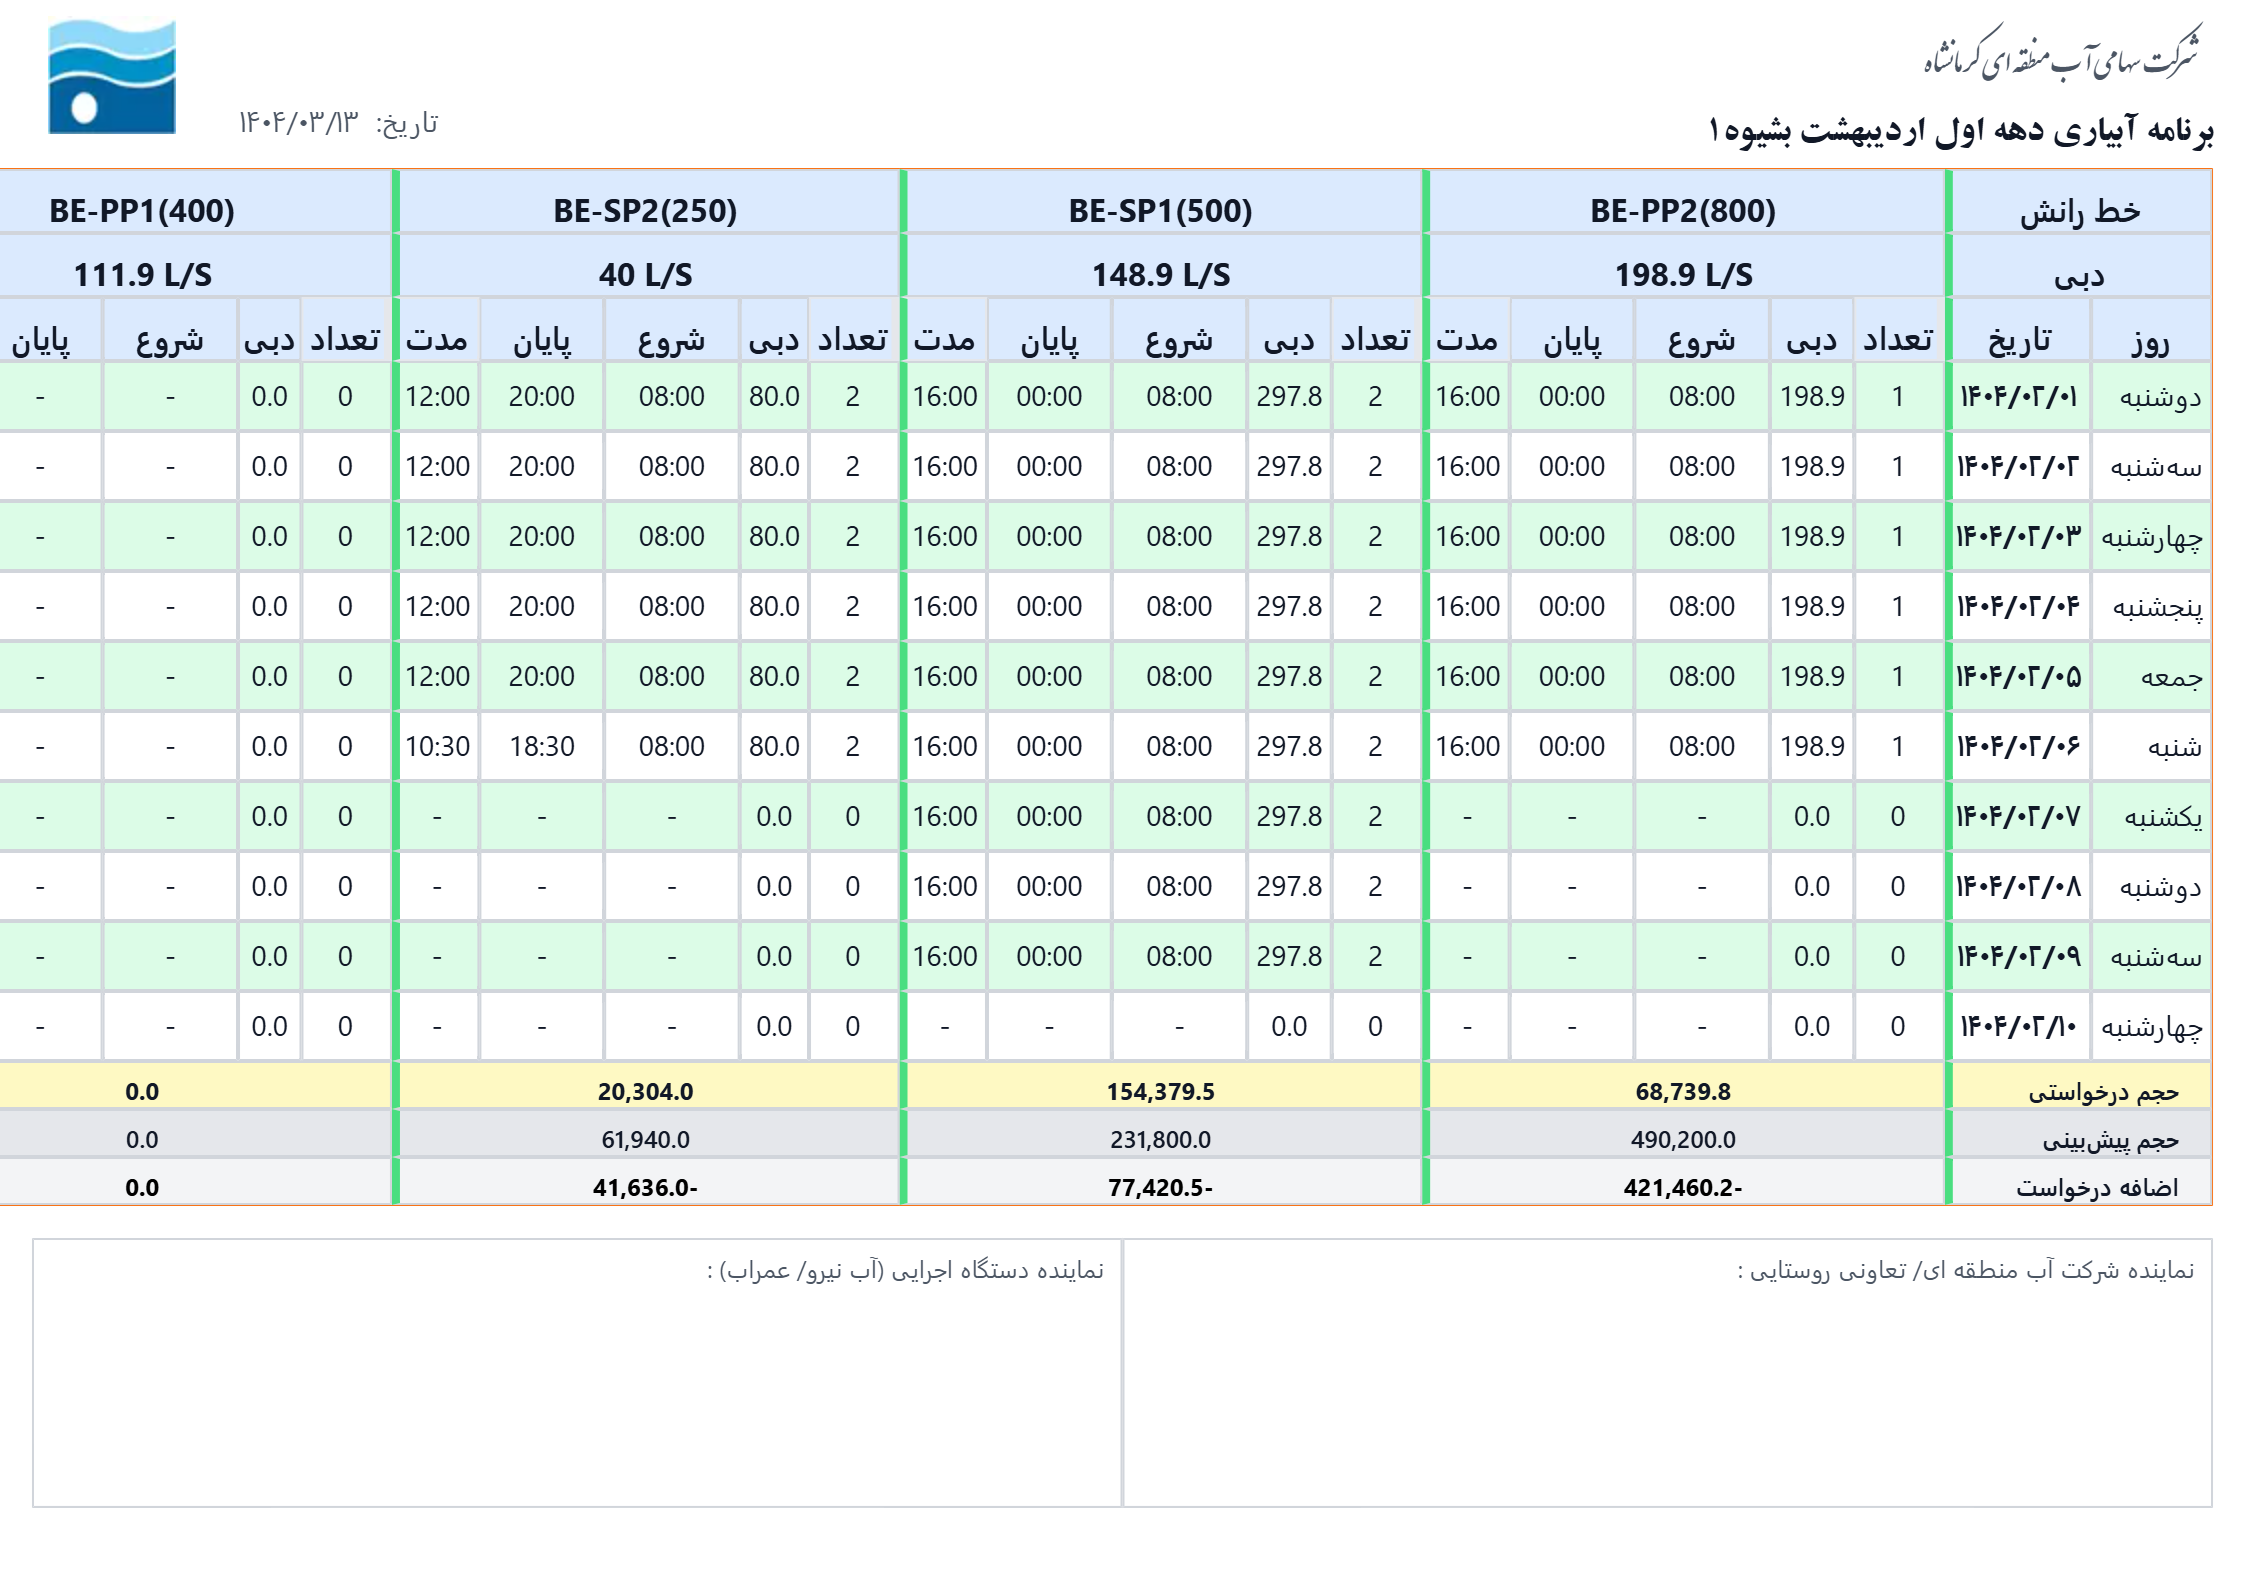 شرکت سهامی آب منطقه ای کرمانشاه
برنامه آبیاری دهه اول اردیبهشت بشیوه ۱
تاریخ: ۱۴۰۴/۰۳/۱۳
خط رانش BE-PP2(800) BE-SP1(500) BE-SP2(250) BE-PP1(400)
دبی 198.9 L/S 148.9 L/S 40 L/S 111.9 L/S
روز تاریخ تعداد دبی شروع پایان مدت تعداد دبی شروع پایان مدت تعداد دبی شروع پایان مدت تعداد دبی شروع پایان
دوشنبه ۱۴۰۴/۰۲/۰۱ 1 198.9 08:00 00:00 16:00 2 297.8 08:00 00:00 16:00 2 80.0 08:00 20:00 12:00 0 0.0 - -
سه‌شنبه ۱۴۰۴/۰۲/۰۲ 1 198.9 08:00 00:00 16:00 2 297.8 08:00 00:00 16:00 2 80.0 08:00 20:00 12:00 0 0.0 - -
چهارشنبه ۱۴۰۴/۰۲/۰۳ 1 198.9 08:00 00:00 16:00 2 297.8 08:00 00:00 16:00 2 80.0 08:00 20:00 12:00 0 0.0 - -
پنجشنبه ۱۴۰۴/۰۲/۰۴ 1 198.9 08:00 00:00 16:00 2 297.8 08:00 00:00 16:00 2 80.0 08:00 20:00 12:00 0 0.0 - -
جمعه ۱۴۰۴/۰۲/۰۵ 1 198.9 08:00 00:00 16:00 2 297.8 08:00 00:00 16:00 2 80.0 08:00 20:00 12:00 0 0.0 - -
شنبه ۱۴۰۴/۰۲/۰۶ 1 198.9 08:00 00:00 16:00 2 297.8 08:00 00:00 16:00 2 80.0 08:00 18:30 10:30 0 0.0 - -
یکشنبه ۱۴۰۴/۰۲/۰۷ 0 0.0 - - - 2 297.8 08:00 00:00 16:00 0 0.0 - - - 0 0.0 - -
دوشنبه ۱۴۰۴/۰۲/۰۸ 0 0.0 - - - 2 297.8 08:00 00:00 16:00 0 0.0 - - - 0 0.0 - -
سه‌شنبه ۱۴۰۴/۰۲/۰۹ 0 0.0 - - - 2 297.8 08:00 00:00 16:00 0 0.0 - - - 0 0.0 - -
چهارشنبه ۱۴۰۴/۰۲/۱۰ 0 0.0 - - - 0 0.0 - - - 0 0.0 - - - 0 0.0 - -
حجم درخواستی 68,739.8 154,379.5 20,304.0 0.0
حجم پیش‌بینی 490,200.0 231,800.0 61,940.0 0.0
اضافه درخواست 421,460.2- 77,420.5- 41,636.0- 0.0
نماینده شرکت آب منطقه ای/ تعاونی روستایی :
نماینده دستگاه اجرایی (آب نیرو/ عمراب) :